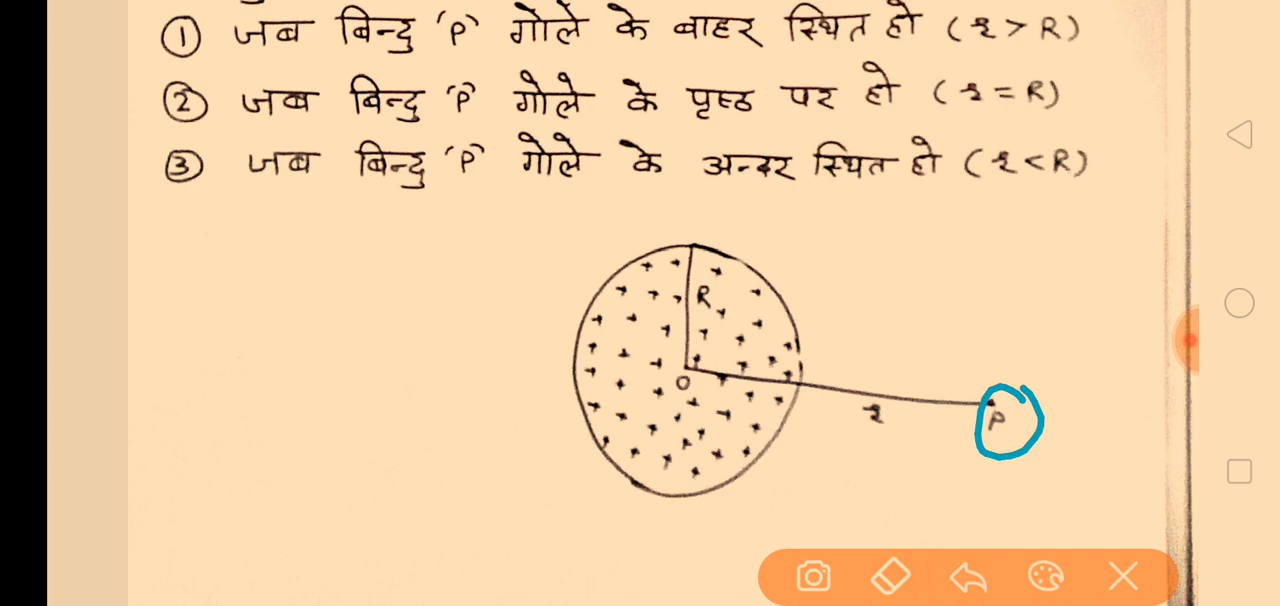 ① जब बिन्दु 'P' गोले के बाहर स्थित हो ( r > R )
② जब बिन्दु 'P' गोले के पृष्ठ पर हो ( r = R )
③ जब बिन्दु 'P' गोले के अन्दर स्थित हो ( r < R )
R
O
r
P